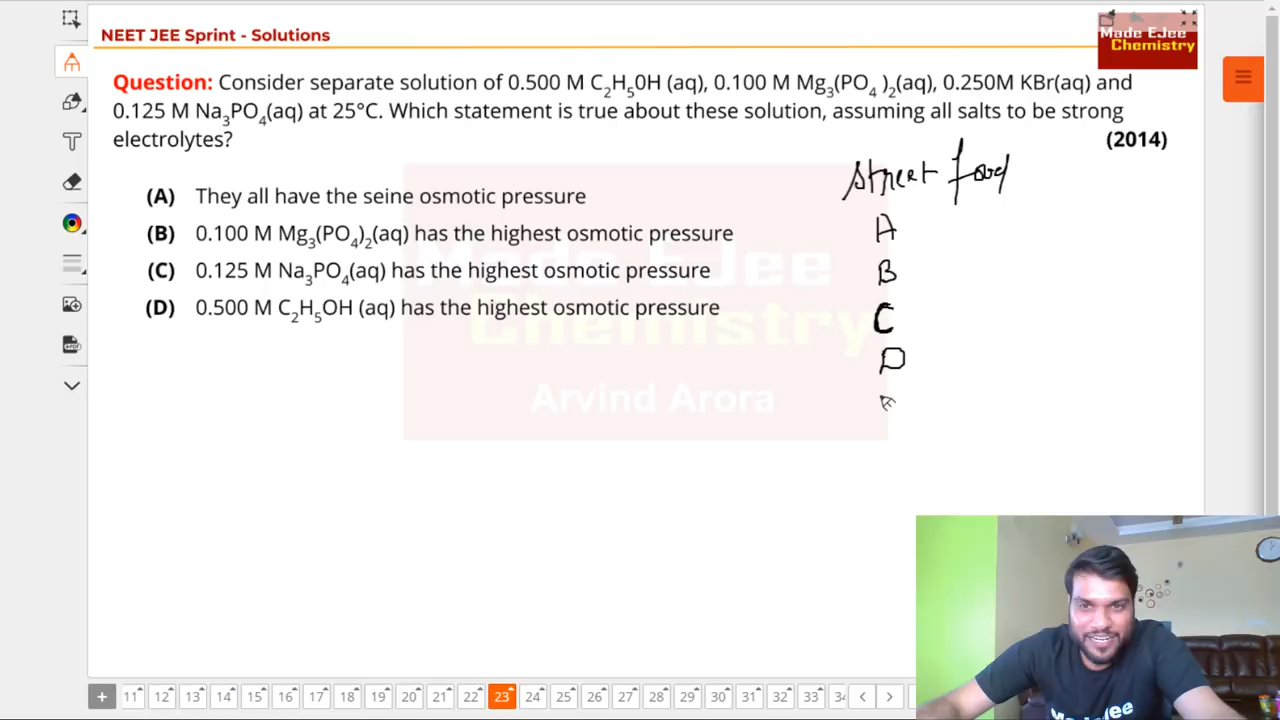 NEET JEE Sprint - Solutions
Made EJee
Chemistry
Question: Consider separate solution of 0.500 M C₂H₅0H (aq), 0.100 M Mg₃(PO₄ )₂(aq), 0.250M KBr(aq) and
0.125 M Na₃PO₄(aq) at 25°C. Which statement is true about these solution, assuming all salts to be strong
electrolytes?
(2014)
(A) They all have the seine osmotic pressure
(B) 0.100 M Mg₃(PO₄)₂(aq) has the highest osmotic pressure
(C) 0.125 M Na₃PO₄(aq) has the highest osmotic pressure
(D) 0.500 M C₂H₅OH (aq) has the highest osmotic pressure
Street food
A
B
C
D
E
Made EJee
Chemistry
Arvind Arora
Made EJee
+ 11 12 13 14 15 16 17 18 19 20 21 22 23 24 25 26 27 28 29 30 31 32 33 34 < >